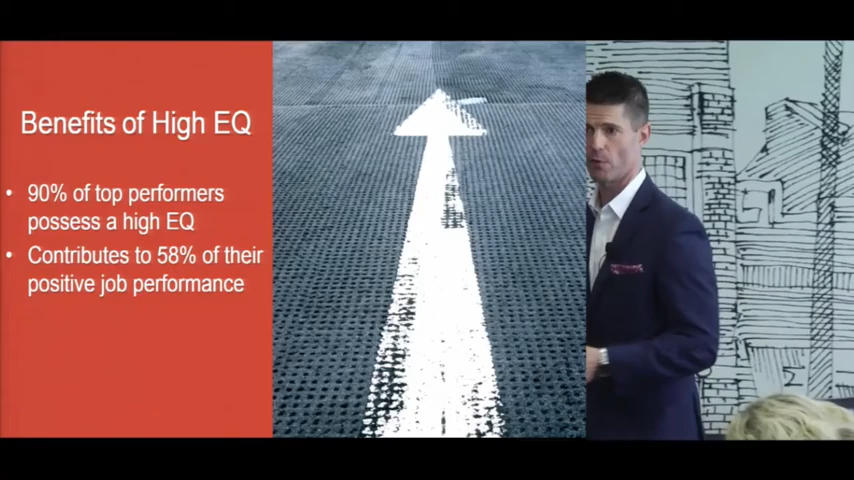 Benefits of High EQ
• 90% of top performers
possess a high EQ
• Contributes to 58% of their
positive job performance